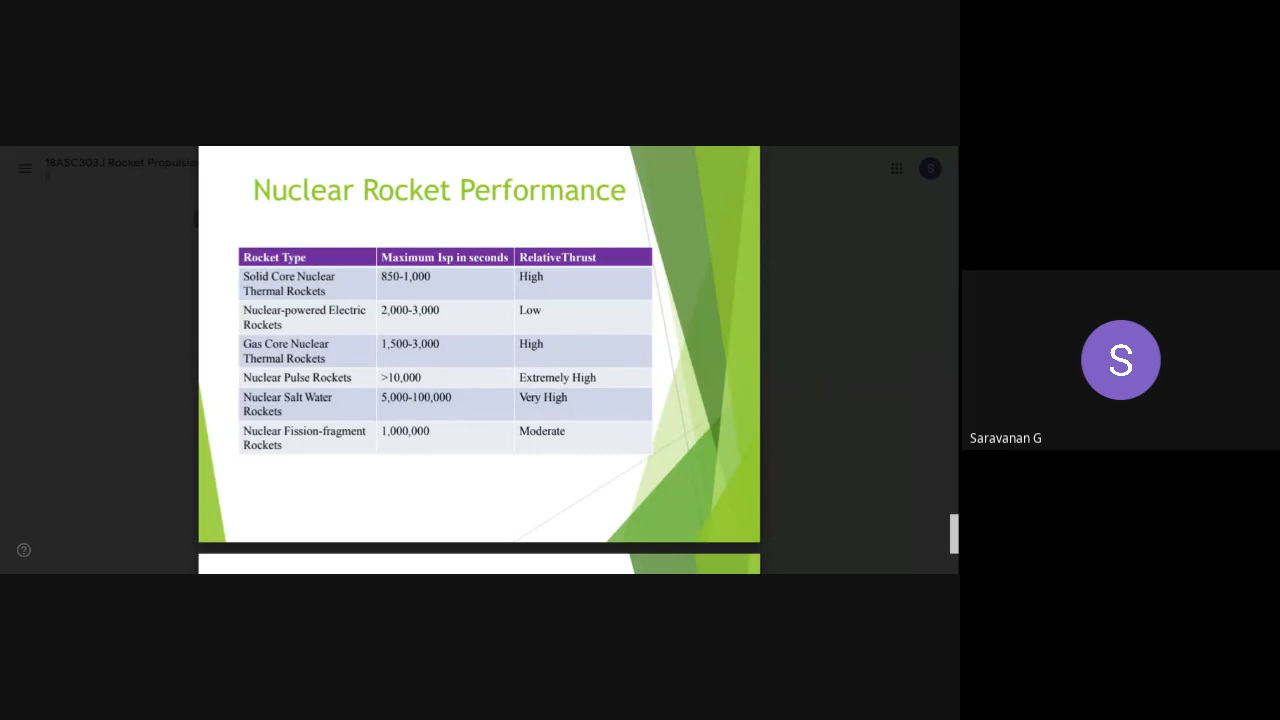 18ASC303J Rocket Propulsion
S
Nuclear Rocket Performance
Rocket Type Maximum Isp in seconds RelativeThrust
Solid Core Nuclear 850-1,000 High
Thermal Rockets
Nuclear-powered Electric 2,000-3,000 Low
Rockets
Gas Core Nuclear 1,500-3,000 High
Thermal Rockets
Nuclear Pulse Rockets >10,000 Extremely High
Nuclear Salt Water 5,000-100,000 Very High
Rockets
Nuclear Fission-fragment 1,000,000 Moderate
Rockets
S
Saravanan G